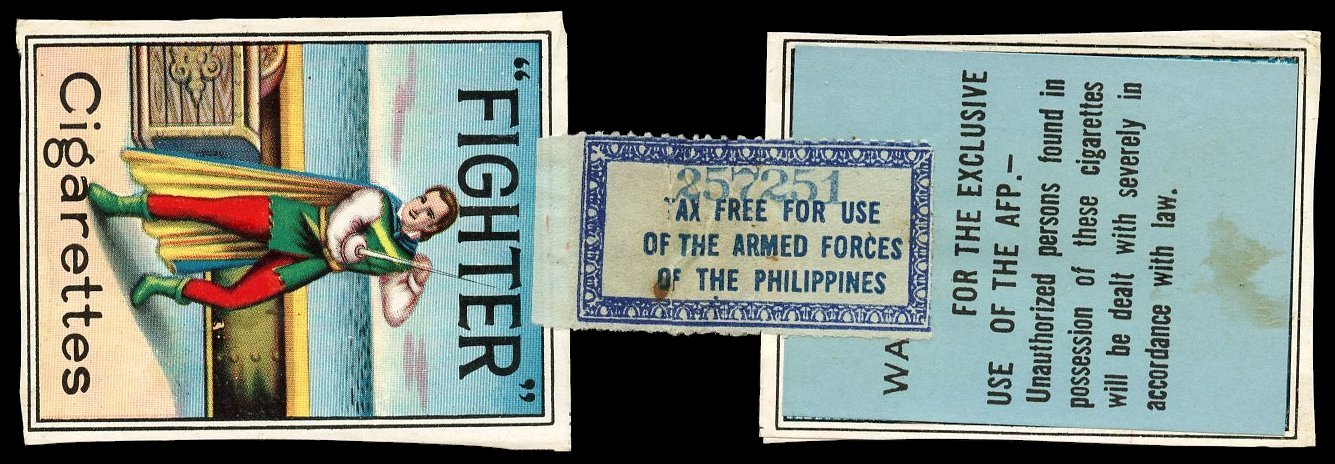 "FIGHTER"
Cigarettes
257251
TAX FREE FOR USE
OF THE ARMED FORCES
OF THE PHILIPPINES
WA
FOR THE EXCLUSIVE
USE OF THE AFP.—
Unauthorized persons found in
possession of these cigarettes
will be dealt with severely in
accordance with law.